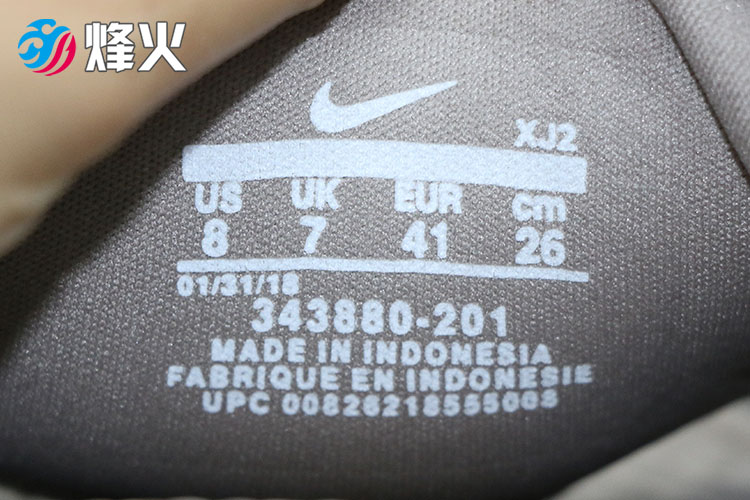 烽火
XJ2
US UK EUR cm
8 7 41 26
01/31/18
343880-201
MADE IN INDONESIA
FABRIQUE EN INDONESIE
UPC 00826218555008